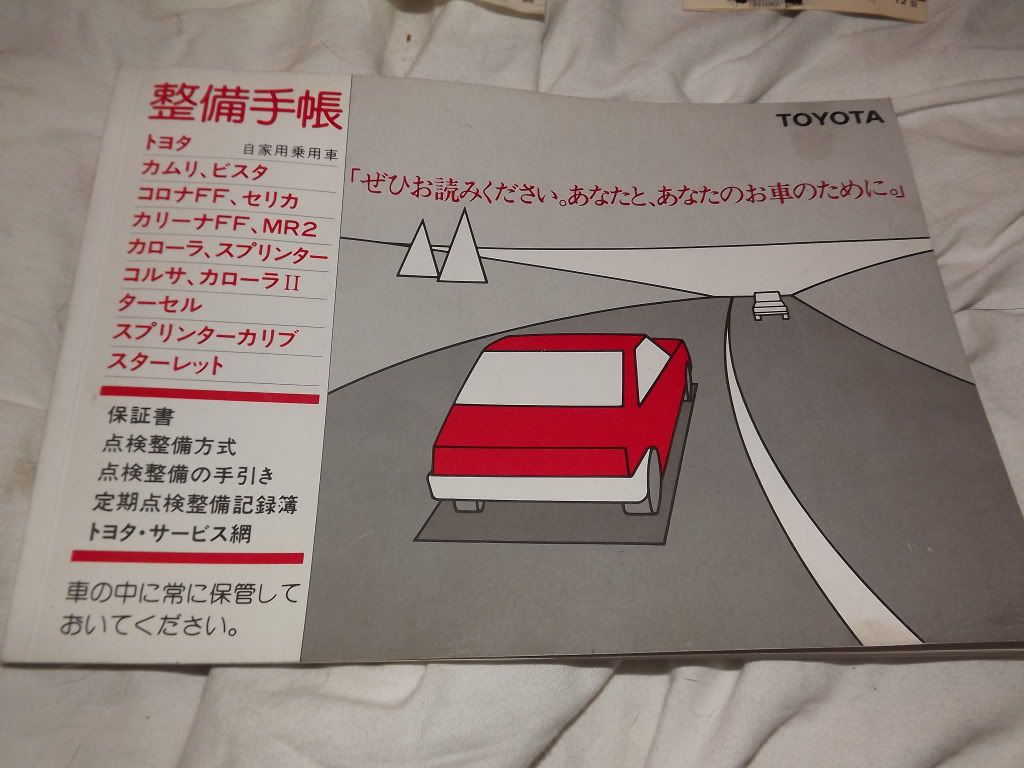 整備手帳
トヨタ 自家用乗用車
カムリ、ビスタ
コロナFF、セリカ
カリーナFF、MR2
カローラ、スプリンター
コルサ、カローラII
ターセル
スプリンターカリブ
スターレット
保証書
点検整備方式
点検整備の手引き
定期点検整備記録簿
トヨタ・サービス網
車の中に常に保管して
おいてください。
TOYOTA
「ぜひお読みください。あなたと、あなたのお車のために。」